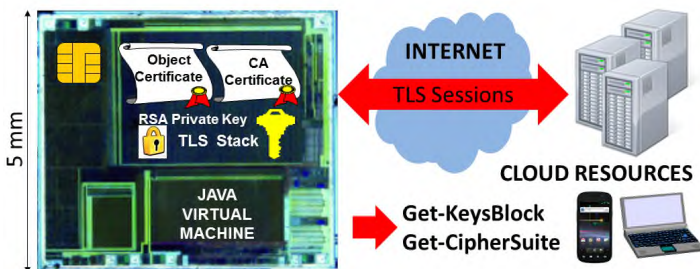 5 mm
Object
Certificate
CA
Certificate
RSA Private Key
TLS Stack
JAVA
VIRTUAL
MACHINE
INTERNET
TLS Sessions
CLOUD RESOURCES
Get-KeysBlock
Get-CipherSuite